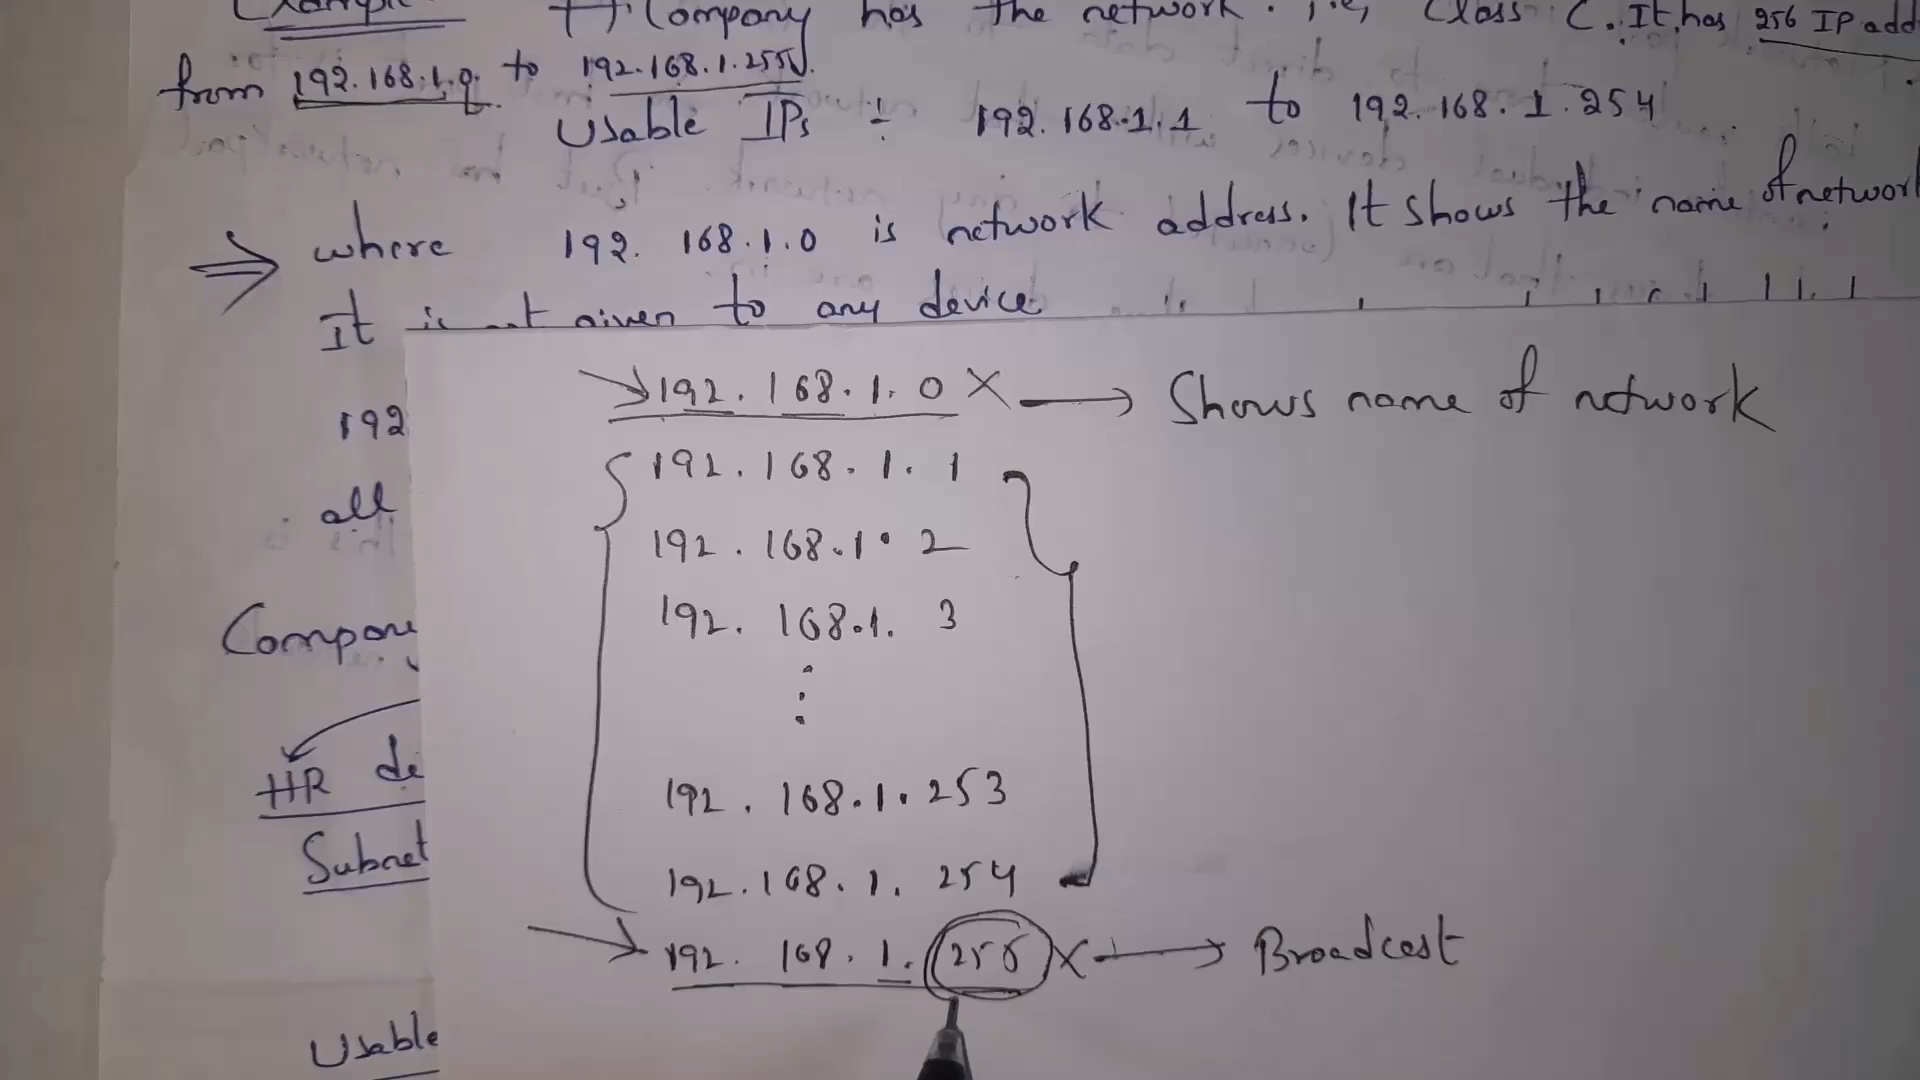 Example Company has the network. i.e, Class C. It has 256 IP add
from 192.168.1.0. to 192.168.1.255.
Usable IPs ÷ 192.168.1.1 to 192.168.1.254
⇒ where 192.168.1.0 is network address. It shows the name of network
It is not given to any device
192
all
Compan
HR de
Subnet
Usable
192.168.1.0 X → Shows name of network
192.168.1.1
192.168.1.2
192.168.1.3
⋮
192.168.1.253
192.168.1.254
→ 192.168.1.255 X → Broadcast